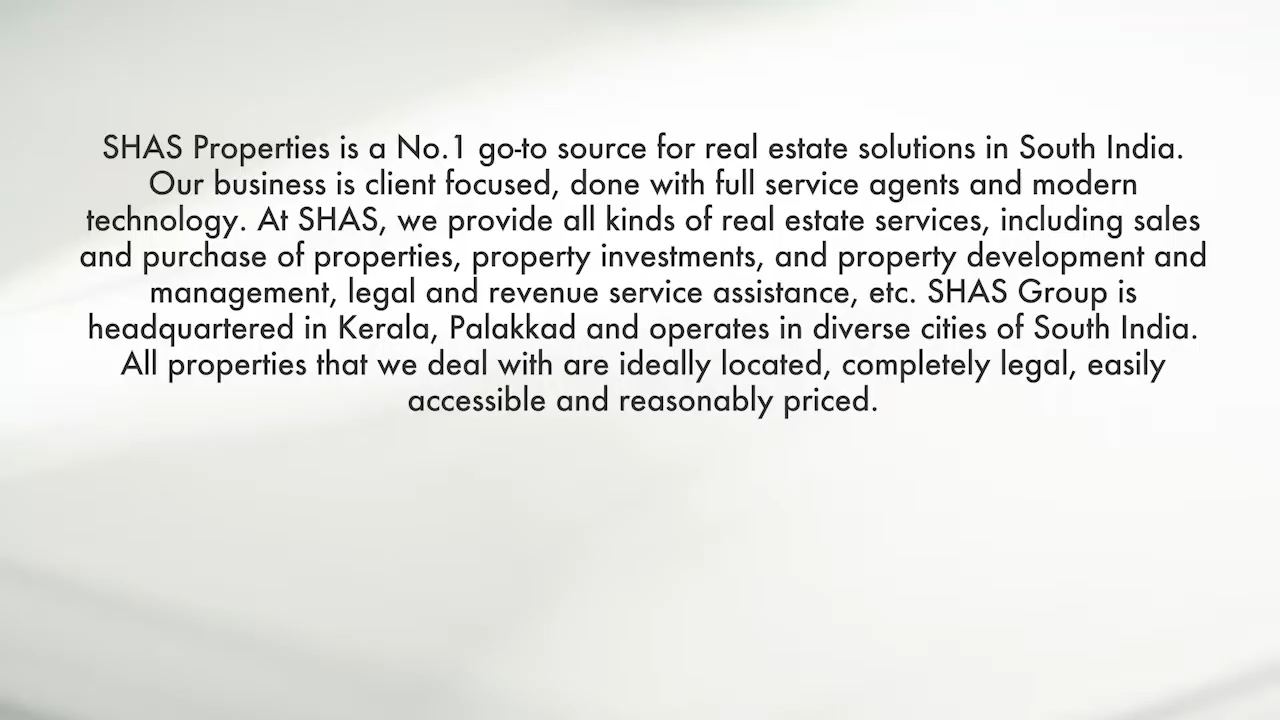 SHAS Properties is a No.1 go-to source for real estate solutions in South India.
Our business is client focused, done with full service agents and modern
technology. At SHAS, we provide all kinds of real estate services, including sales
and purchase of properties, property investments, and property development and
management, legal and revenue service assistance, etc. SHAS Group is
headquartered in Kerala, Palakkad and operates in diverse cities of South India.
All properties that we deal with are ideally located, completely legal, easily
accessible and reasonably priced.